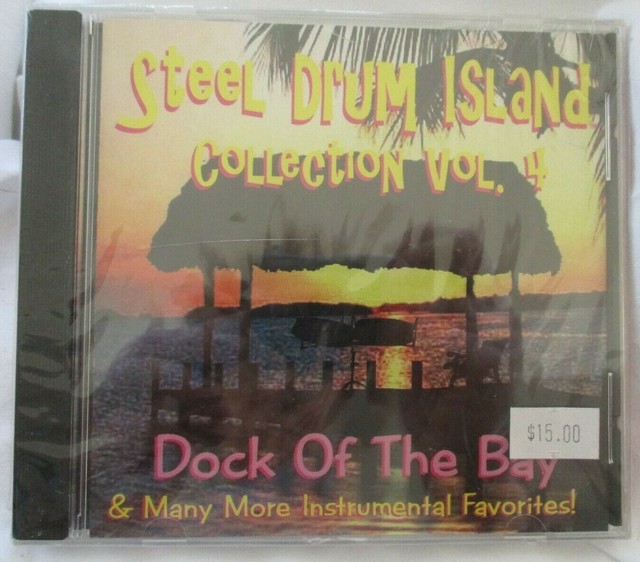 Steel Drum Island
Collection Vol. 4
$15.00
Dock Of The Bay
& Many More Instrumental Favorites!